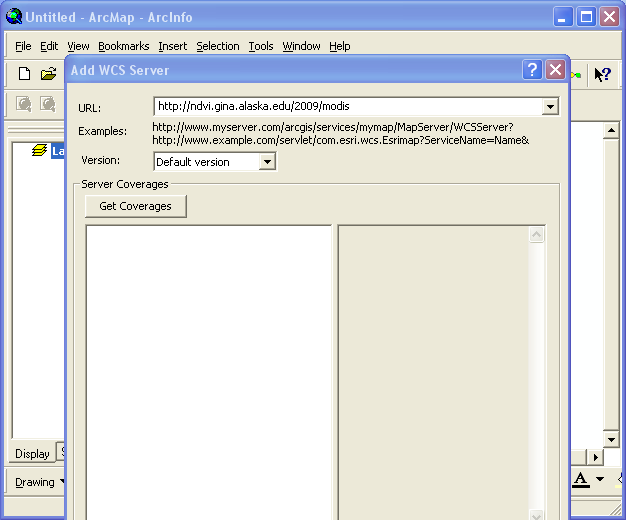 Untitled - ArcMap - ArcInfo
File Edit View Bookmarks Insert Selection Tools Window Help
Add WCS Server
URL: http://ndvi.gina.alaska.edu/2009/modis
Examples: http://www.myserver.com/arcgis/services/mymap/MapServer/WCSServer?
http://www.example.com/servlet/com.esri.wcs.Esrimap?ServiceName=Name&
Version: Default version
La
Server Coverages
Get Coverages
Display S
Drawing A